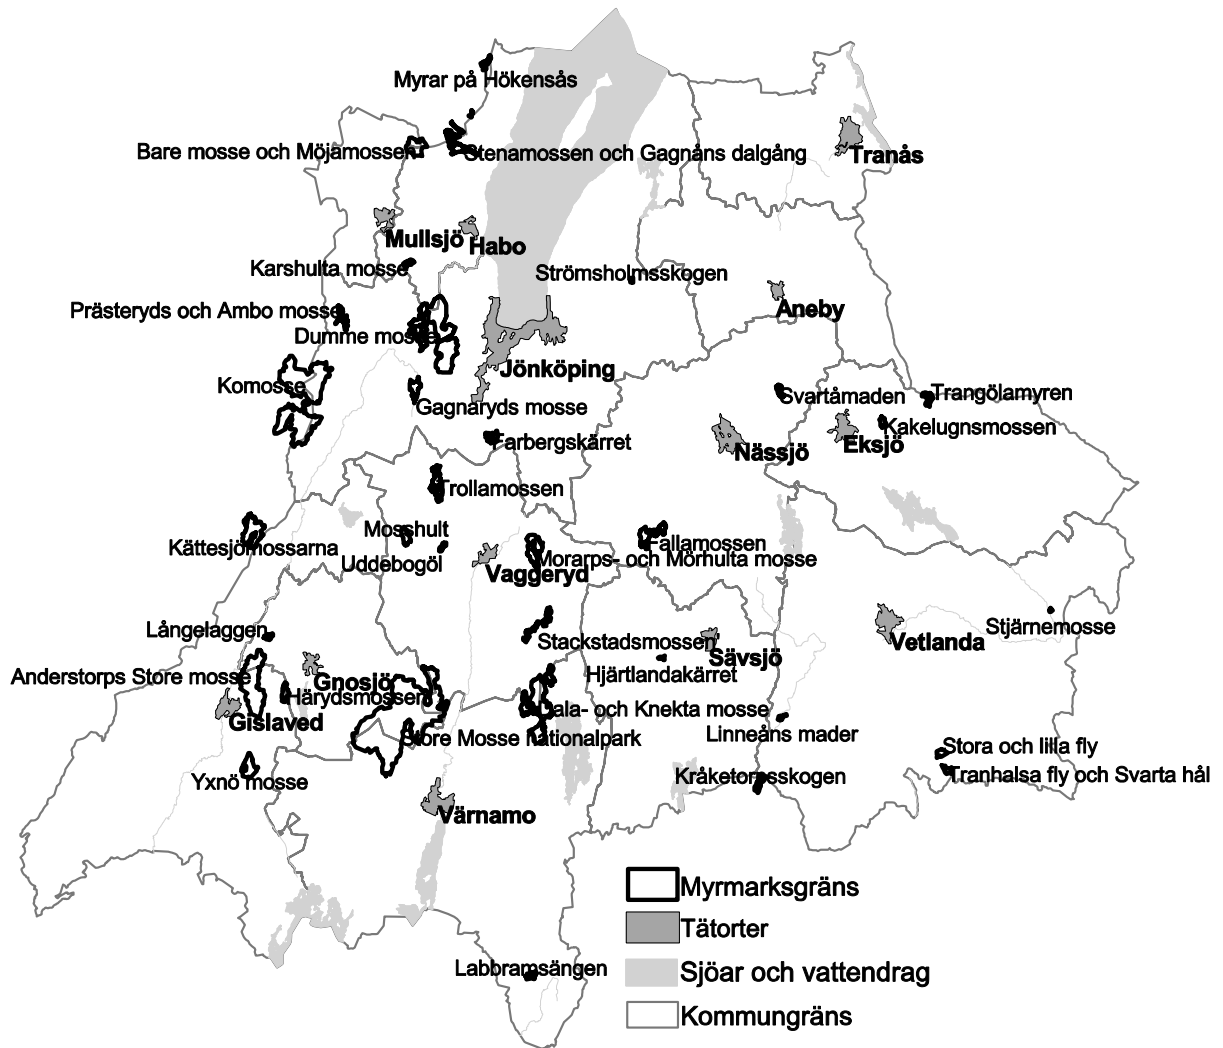 Myrar på Hökensås
Bare mosse och Möjamossen
Stenamossen och Gagnåns dalgång
Tranås
Mullsjö
Habo
Karshulta mosse
Strömsholmsskogen
Prästeryds och Ambo mosse
Aneby
Dumme mosse
Jönköping
Komosse
Svartåmaden
Trangölamyren
Gagnaryds mosse
Kakelugnsmossen
Farbergskärret
Eksjö
Nässjö
Trollamossen
Mosshult
Kättesjömossarna
Fallamossen
Uddebogöl
Morarps- och Mörhulta mosse
Vaggeryd
Långelaggen
Stjärnemosse
Stackstadsmossen
Vetlanda
Sävsjö
Anderstorps Store mosse
Hjärtlandakärret
Gnosjö
Härydsmossen
Dala- och Knekta mosse
Gislaved
Linneåns mader
Store Mosse nationalpark
Stora och lilla fly
Yxnö mosse
Kråketorpsskogen
Tranhalsa fly och Svarta hål
Värnamo
Labbramsängen
Myrmarksgräns
Tätorter
Sjöar och vattendrag
Kommungräns